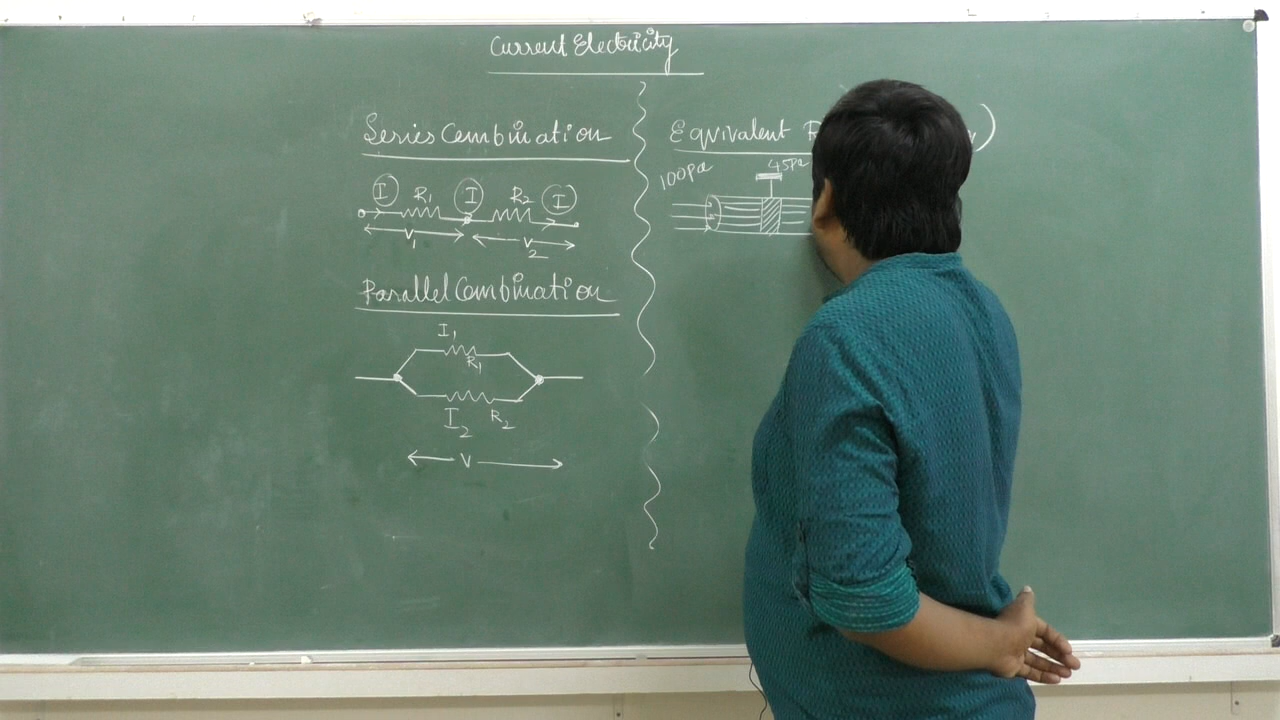 Current Electricity
Series Combination
I R1 I R2 I
V1 V2
Parallel Combination
I1
R1
I2 R2
V
Equivalent
100Pa 45Pa